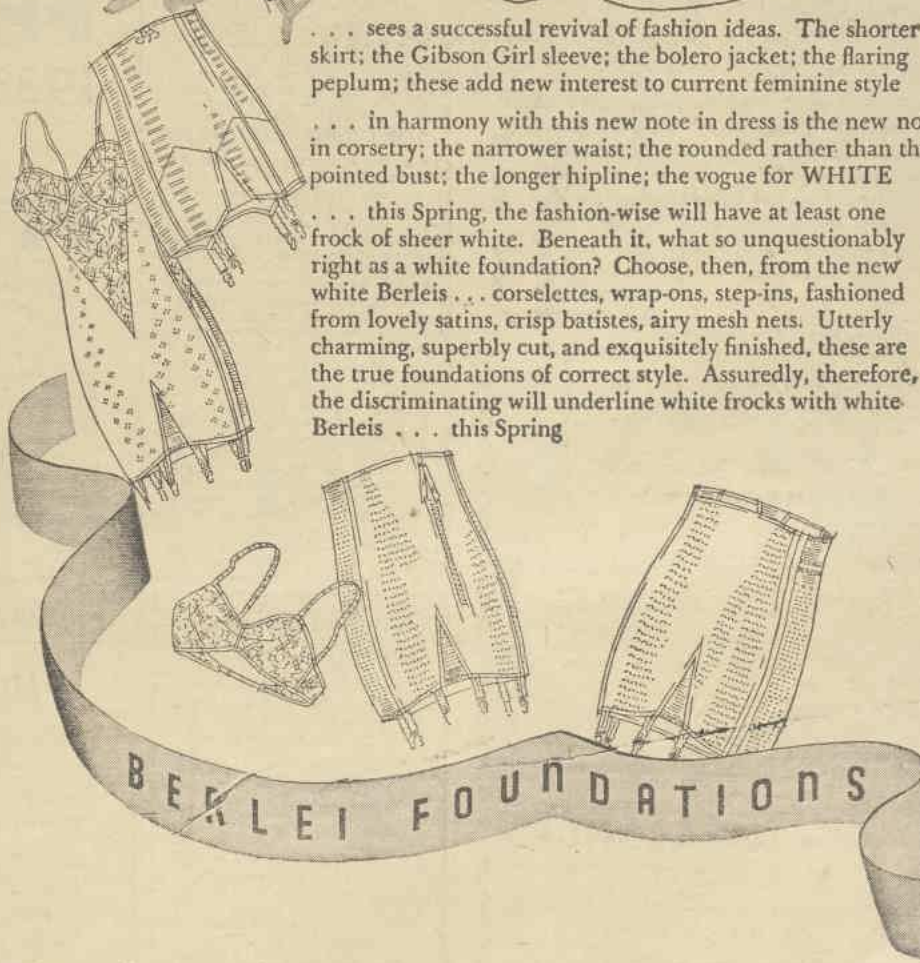 . . . sees a successful revival of fashion ideas. The shorter
skirt; the Gibson Girl sleeve; the bolero jacket; the flaring
peplum; these add new interest to current feminine style
. . . in harmony with this new note in dress is the new
in corsetry; the narrower waist; the rounded rather than
pointed bust; the longer hipline; the vogue for WHITE
. . . this Spring, the fashion-wise will have at least one
frock of sheer white. Beneath it, what so unquestionably
right as a white foundation? Choose, then, from the new
white Berleis . . . corselettes, wrap-ons, step-ins, fashioned
from lovely satins, crisp batistes, airy mesh nets. Utterly
charming, superbly cut, and exquisitely finished, these are
the true foundations of correct style. Assuredly, therefore,
the discriminating will underline white frocks with white
Berleis . . . this Spring
BERLEI FOUNDATIONS